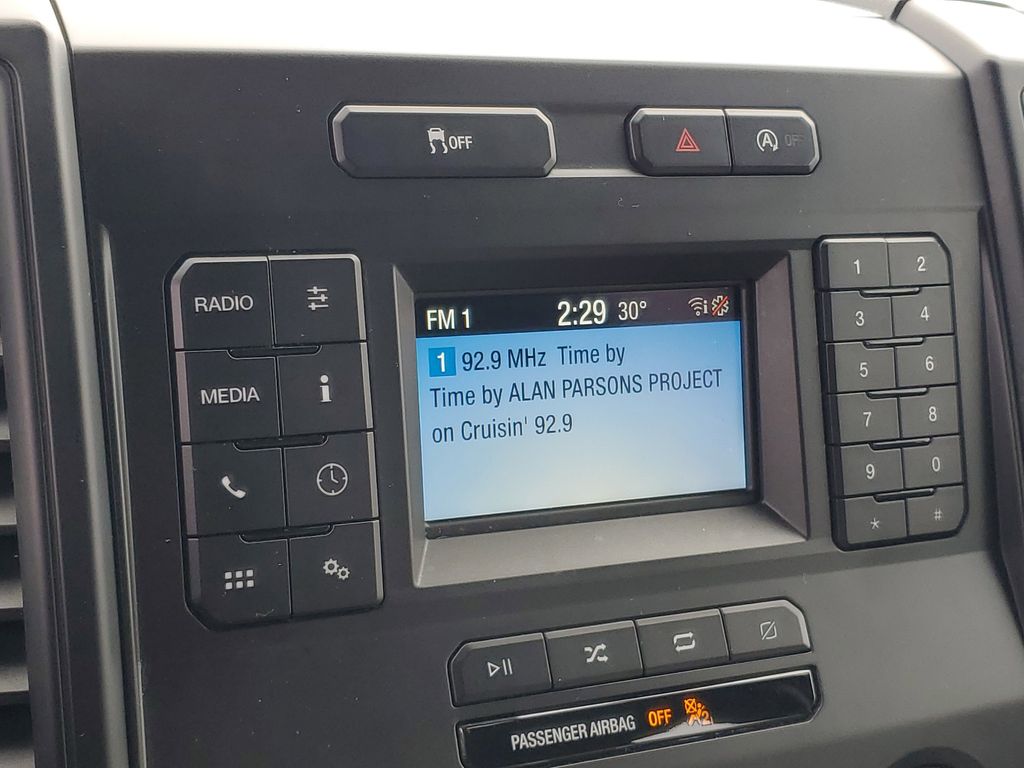 OFF
A OFF
RADIO
MEDIA
i
FM 1 2:29 30°
1 92.9 MHz Time by
Time by ALAN PARSONS PROJECT
on Cruisin' 92.9
1 2
3 4
5 6
7 8
9 0
* #
PASSENGER AIRBAG OFF 2